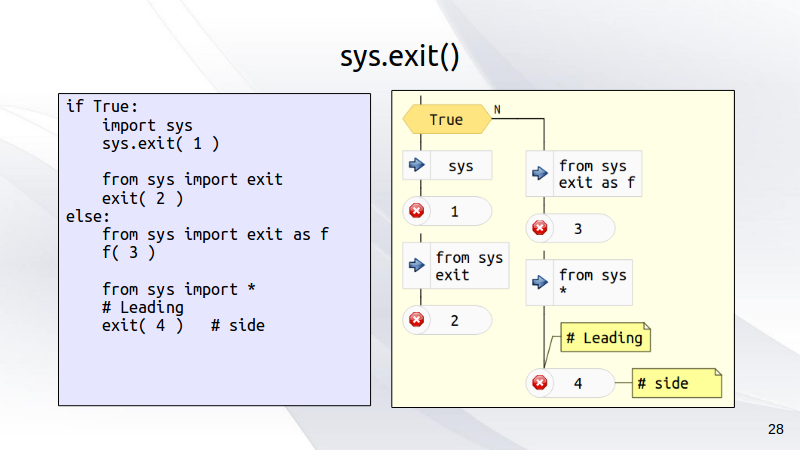 sys.exit()
if True:
    import sys
    sys.exit( 1 )

    from sys import exit
    exit( 2 )
else:
    from sys import exit as f
    f( 3 )

    from sys import *
    # Leading
    exit( 4 )   # side
True
N
sys
1
from sys
exit
2
from sys
exit as f
3
from sys
*
# Leading
4
# side
28